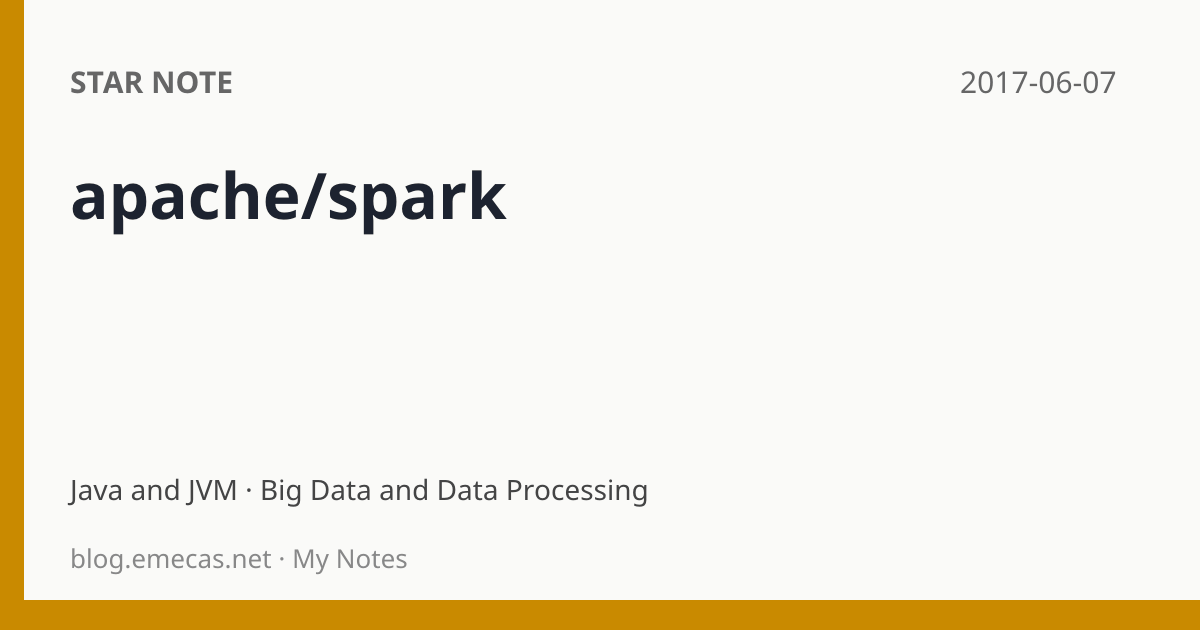 STAR NOTE 2017-06-07
apache/spark
Java and JVM · Big Data and Data Processing
blog.emecas.net · My Notes